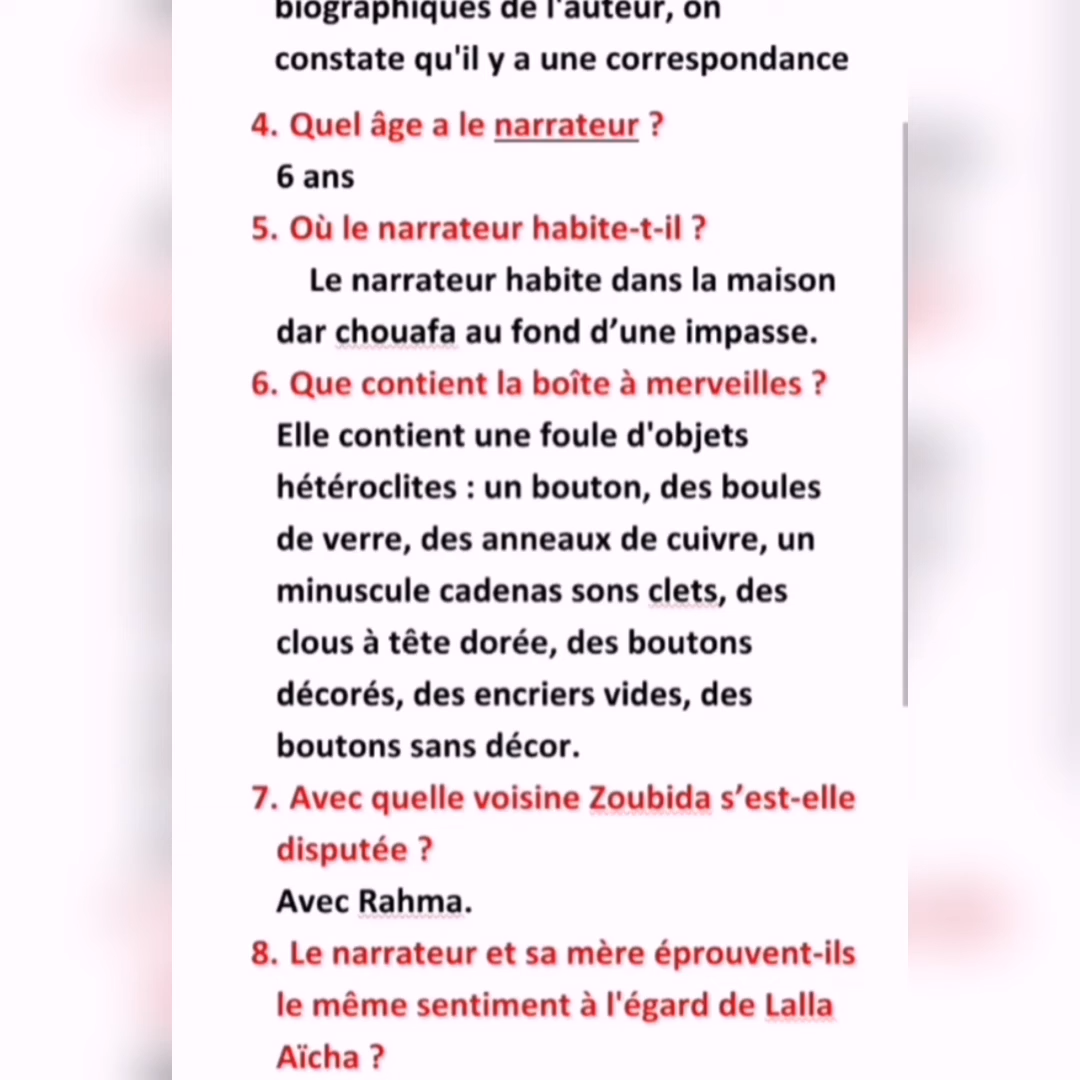 biographiques de l'auteur, on
constate qu'il y a une correspondance
4. Quel âge a le narrateur ?
6 ans
5. Où le narrateur habite-t-il ?
Le narrateur habite dans la maison
dar chouafa au fond d’une impasse.
6. Que contient la boîte à merveilles ?
Elle contient une foule d'objets
hétéroclites : un bouton, des boules
de verre, des anneaux de cuivre, un
minuscule cadenas sons clets, des
clous à tête dorée, des boutons
décorés, des encriers vides, des
boutons sans décor.
7. Avec quelle voisine Zoubida s’est-elle
disputée ?
Avec Rahma.
8. Le narrateur et sa mère éprouvent-ils
le même sentiment à l'égard de Lalla
Aïcha ?